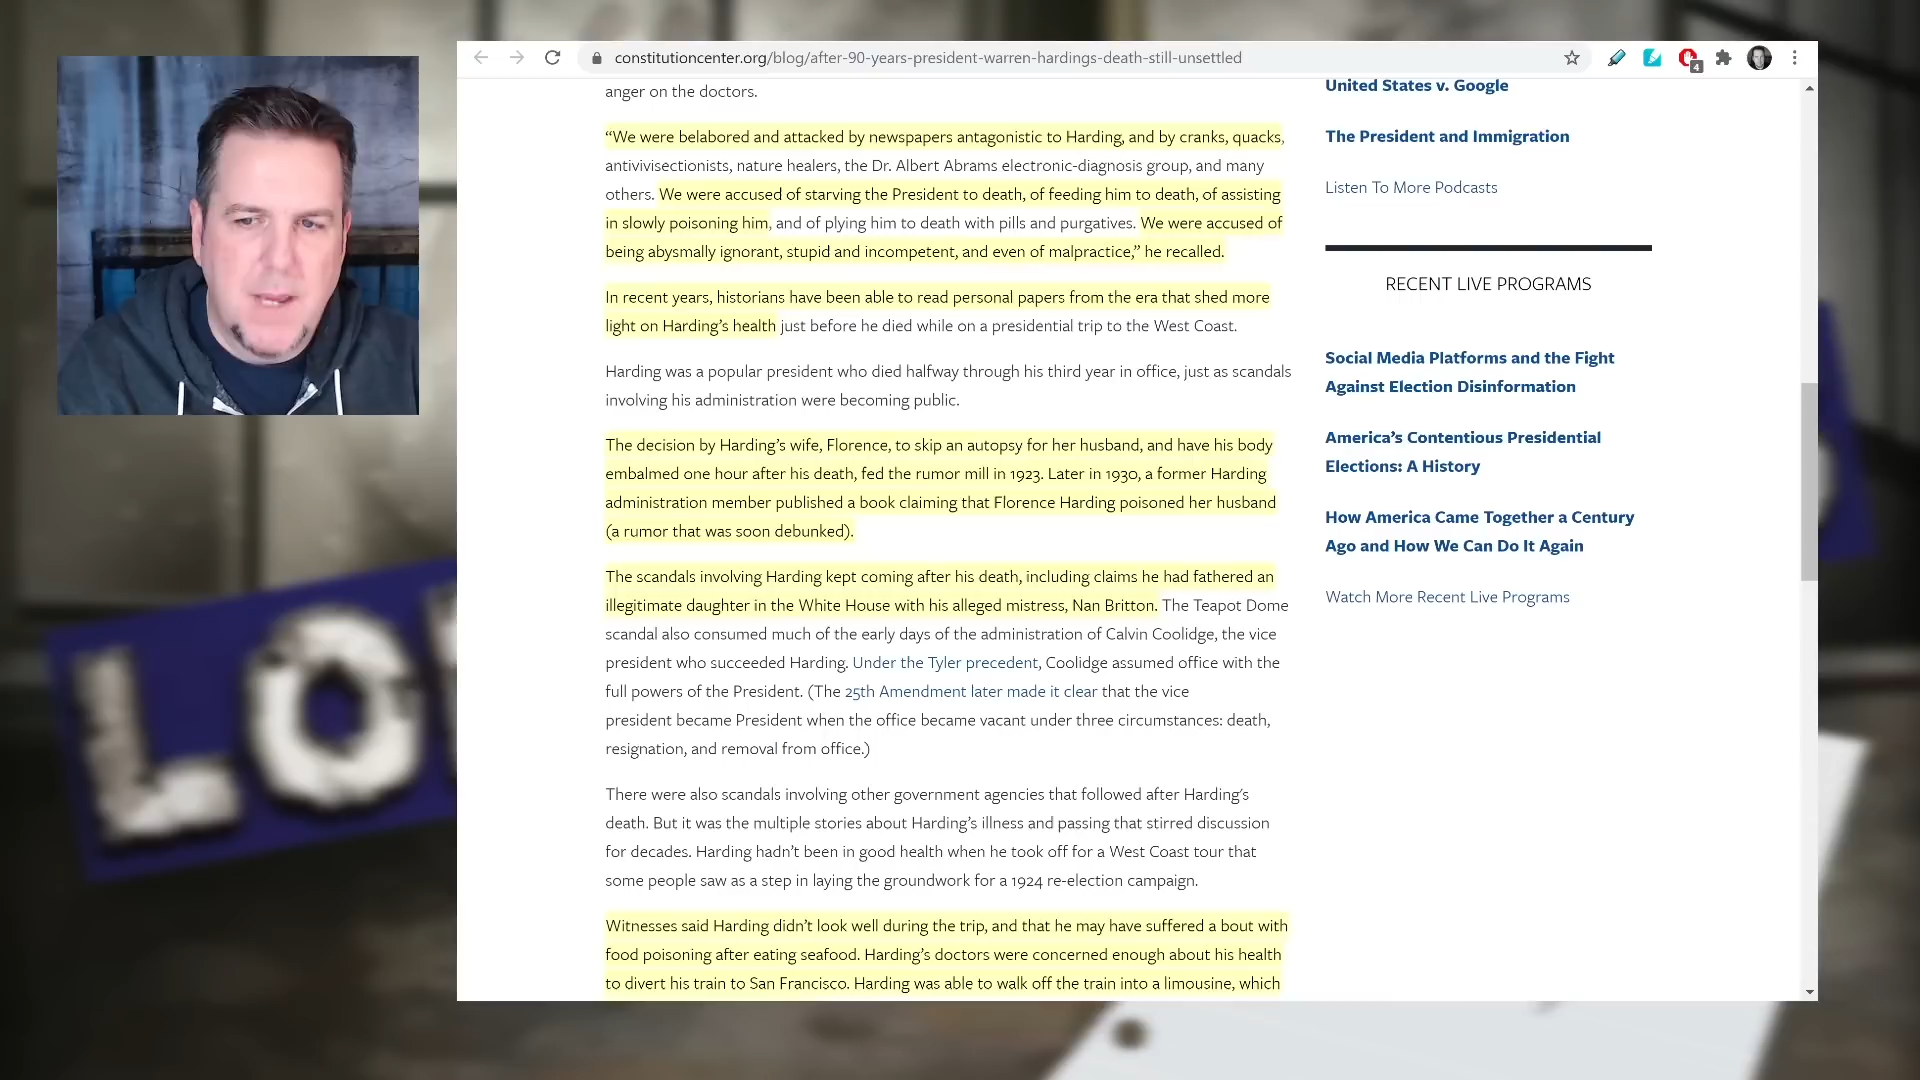 constitutioncenter.org/blog/after-90-years-president-warren-hardings-death-still-unsettled
4
anger on the doctors.
“We were belabored and attacked by newspapers antagonistic to Harding, and by cranks, quacks,
antivivisectionists, nature healers, the Dr. Albert Abrams electronic-diagnosis group, and many
others. We were accused of starving the President to death, of feeding him to death, of assisting
in slowly poisoning him, and of plying him to death with pills and purgatives. We were accused of
being abysmally ignorant, stupid and incompetent, and even of malpractice,” he recalled.
In recent years, historians have been able to read personal papers from the era that shed more
light on Harding’s health just before he died while on a presidential trip to the West Coast.
Harding was a popular president who died halfway through his third year in office, just as scandals
involving his administration were becoming public.
The decision by Harding’s wife, Florence, to skip an autopsy for her husband, and have his body
embalmed one hour after his death, fed the rumor mill in 1923. Later in 1930, a former Harding
administration member published a book claiming that Florence Harding poisoned her husband
(a rumor that was soon debunked).
The scandals involving Harding kept coming after his death, including claims he had fathered an
illegitimate daughter in the White House with his alleged mistress, Nan Britton. The Teapot Dome
scandal also consumed much of the early days of the administration of Calvin Coolidge, the vice
president who succeeded Harding. Under the Tyler precedent, Coolidge assumed office with the
full powers of the President. (The 25th Amendment later made it clear that the vice
president became President when the office became vacant under three circumstances: death,
resignation, and removal from office.)
There were also scandals involving other government agencies that followed after Harding’s
death. But it was the multiple stories about Harding’s illness and passing that stirred discussion
for decades. Harding hadn’t been in good health when he took off for a West Coast tour that
some people saw as a step in laying the groundwork for a 1924 re-election campaign.
Witnesses said Harding didn’t look well during the trip, and that he may have suffered a bout with
food poisoning after eating seafood. Harding’s doctors were concerned enough about his health
to divert his train to San Francisco. Harding was able to walk off the train into a limousine, which
United States v. Google
The President and Immigration
Listen To More Podcasts
RECENT LIVE PROGRAMS
Social Media Platforms and the Fight
Against Election Disinformation
America’s Contentious Presidential
Elections: A History
How America Came Together a Century
Ago and How We Can Do It Again
Watch More Recent Live Programs
LO